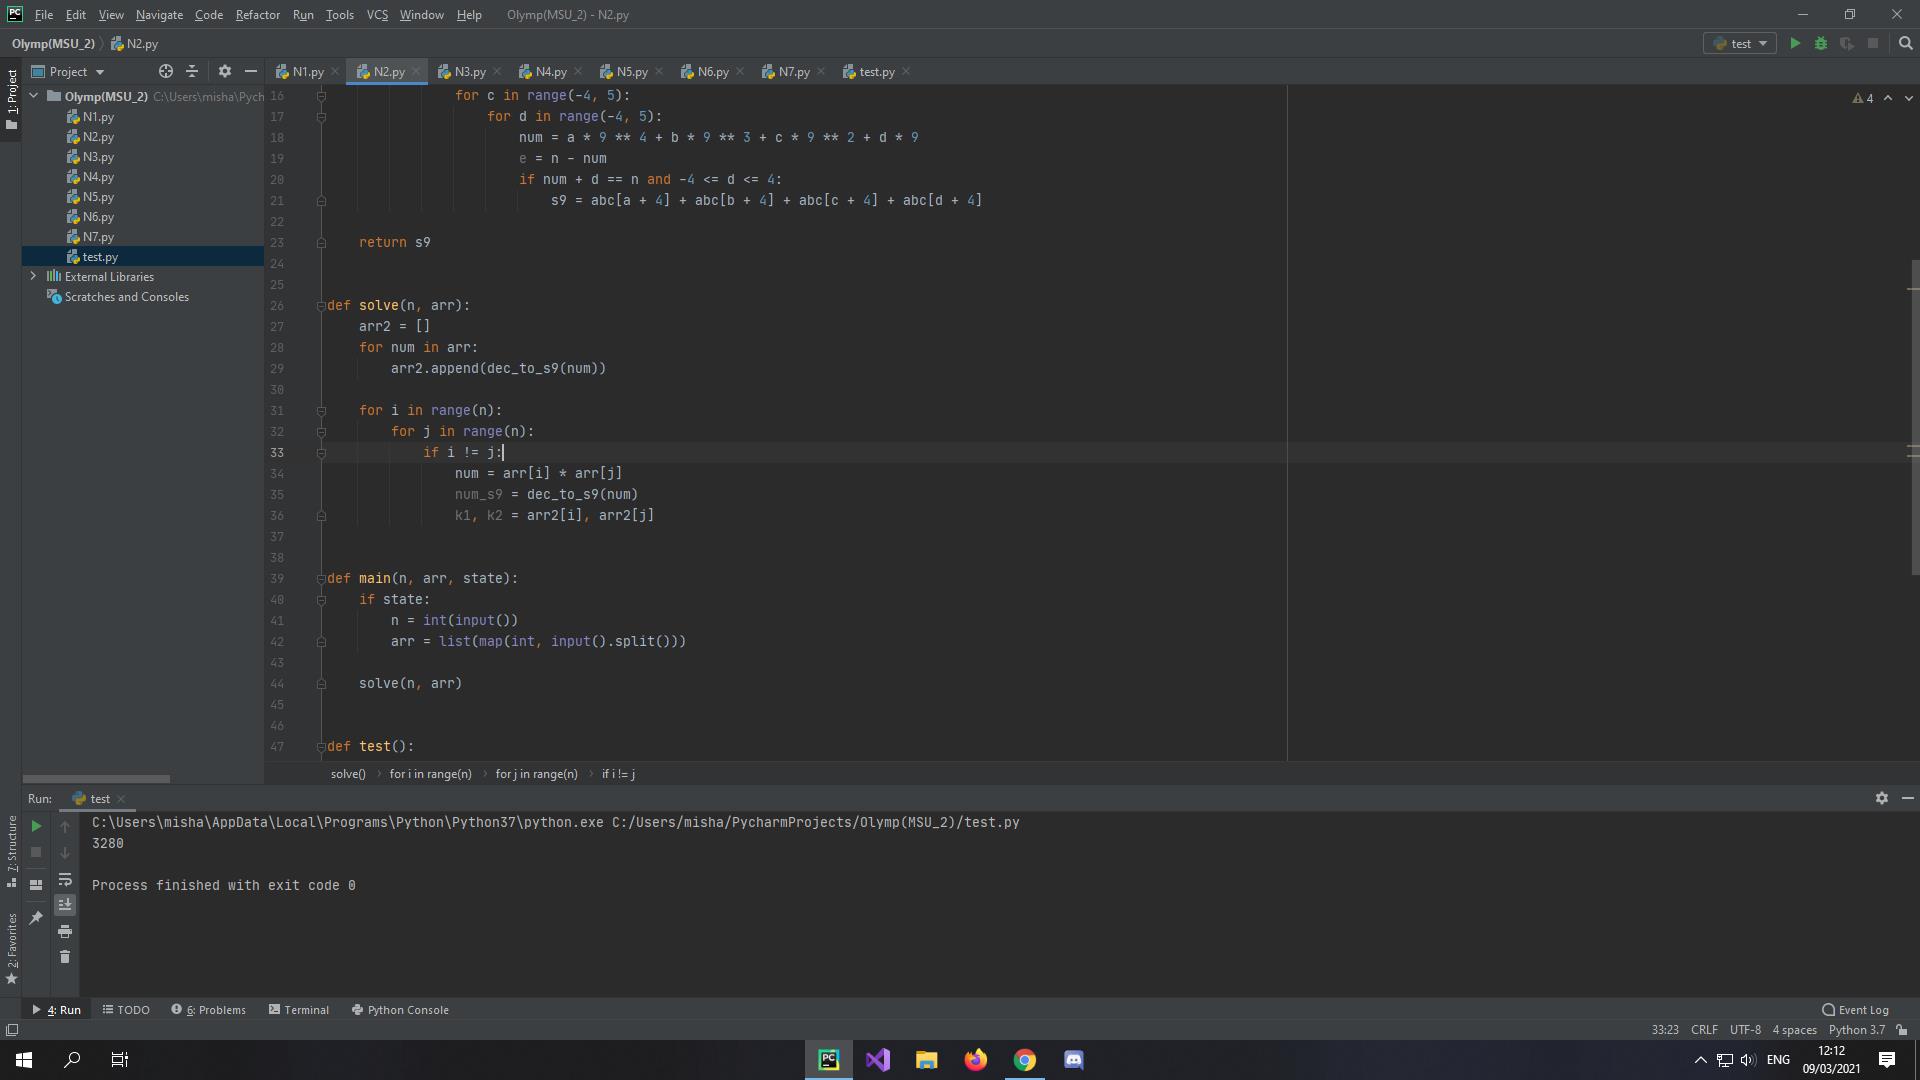 File Edit View Navigate Code Refactor Run Tools VCS Window Help Olymp(MSU_2) - N2.py
Olymp(MSU_2) N2.py test
1: Project
Project
N1.py N2.py N3.py N4.py N5.py N6.py N7.py test.py
Olymp(MSU_2) C:\Users\misha\Pych
N1.py
N2.py
N3.py
N4.py
N5.py
N6.py
N7.py
test.py
External Libraries
Scratches and Consoles
4
16 for c in range(-4, 5):
17 for d in range(-4, 5):
18 num = a * 9 ** 4 + b * 9 ** 3 + c * 9 ** 2 + d * 9
19 e = n - num
20 if num + d == n and -4 <= d <= 4:
21 s9 = abc[a + 4] + abc[b + 4] + abc[c + 4] + abc[d + 4]
22
23 return s9
24
25
26 def solve(n, arr):
27 arr2 = []
28 for num in arr:
29 arr2.append(dec_to_s9(num))
30
31 for i in range(n):
32 for j in range(n):
33 if i != j:
34 num = arr[i] * arr[j]
35 num_s9 = dec_to_s9(num)
36 k1, k2 = arr2[i], arr2[j]
37
38
39 def main(n, arr, state):
40 if state:
41 n = int(input())
42 arr = list(map(int, input().split()))
43
44 solve(n, arr)
45
46
47 def test():
solve() for i in range(n) for j in range(n) if i != j
Run: test
C:\Users\misha\AppData\Local\Programs\Python\Python37\python.exe C:/Users/misha/PycharmProjects/Olymp(MSU_2)/test.py
3280
Process finished with exit code 0
7: Structure
2: Favorites
4: Run TODO 6: Problems Terminal Python Console Event Log
33:23 CRLF UTF-8 4 spaces Python 3.7
ENG 12:12
09/03/2021